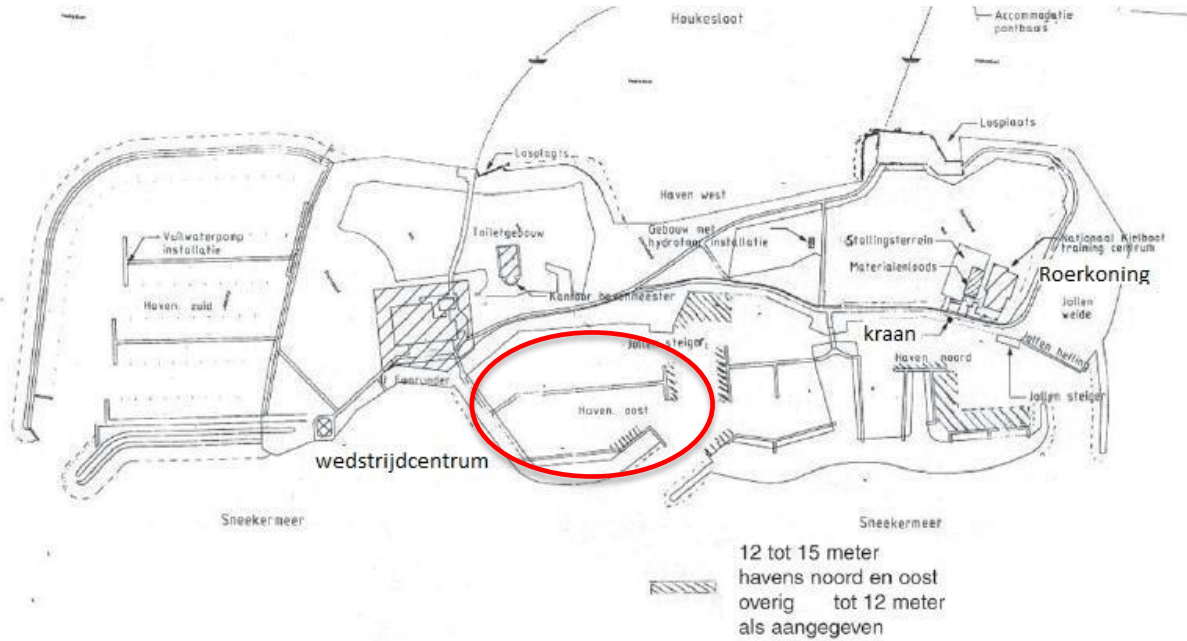 Houkesloot
Accommodatie
pontbaas
Losplaats
Losplaats
Haven west
Toiletgebouw
Gebouw met
hydrofoor installatie
Stallingsterrein
Nationaal Kielboot
training centrum
Vuilwaterpomp
installatie
Materialenloods
Roerkoning
Haven zuid
Kantoor havenmeester
Jollen
weide
kraan
Jollen steiger
Jollen helling
Haven noord
Haven oost
Jollen steiger
wedstrijdcentrum
Sneekermeer
Sneekermeer
12 tot 15 meter
havens noord en oost
overig tot 12 meter
als aangegeven